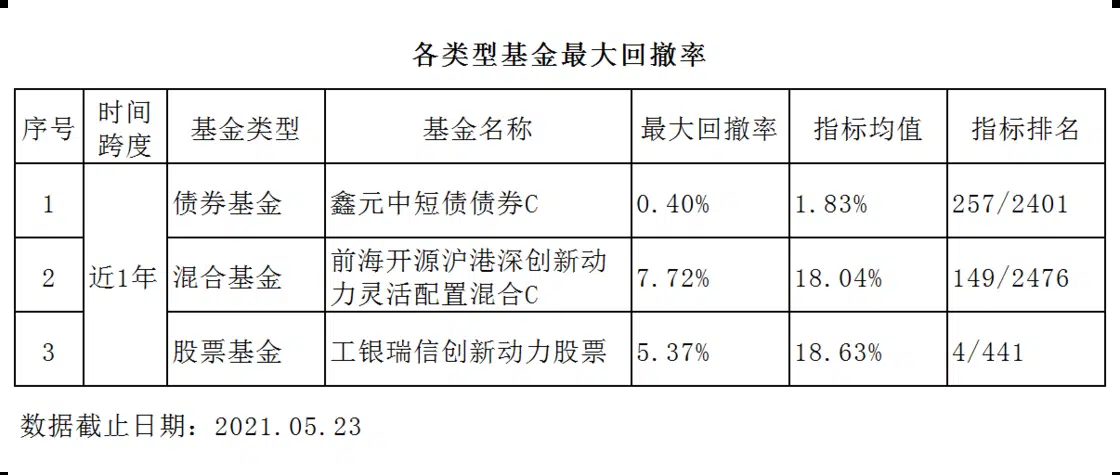 各类型基金最大回撤率
序号 时间跨度 基金类型 基金名称 最大回撤率 指标均值 指标排名
1 近1年 债券基金 鑫元中短债债券C 0.40% 1.83% 257/2401
2 混合基金 前海开源沪港深创新动力灵活配置混合C 7.72% 18.04% 149/2476
3 股票基金 工银瑞信创新动力股票 5.37% 18.63% 4/441
数据截止日期：2021.05.23